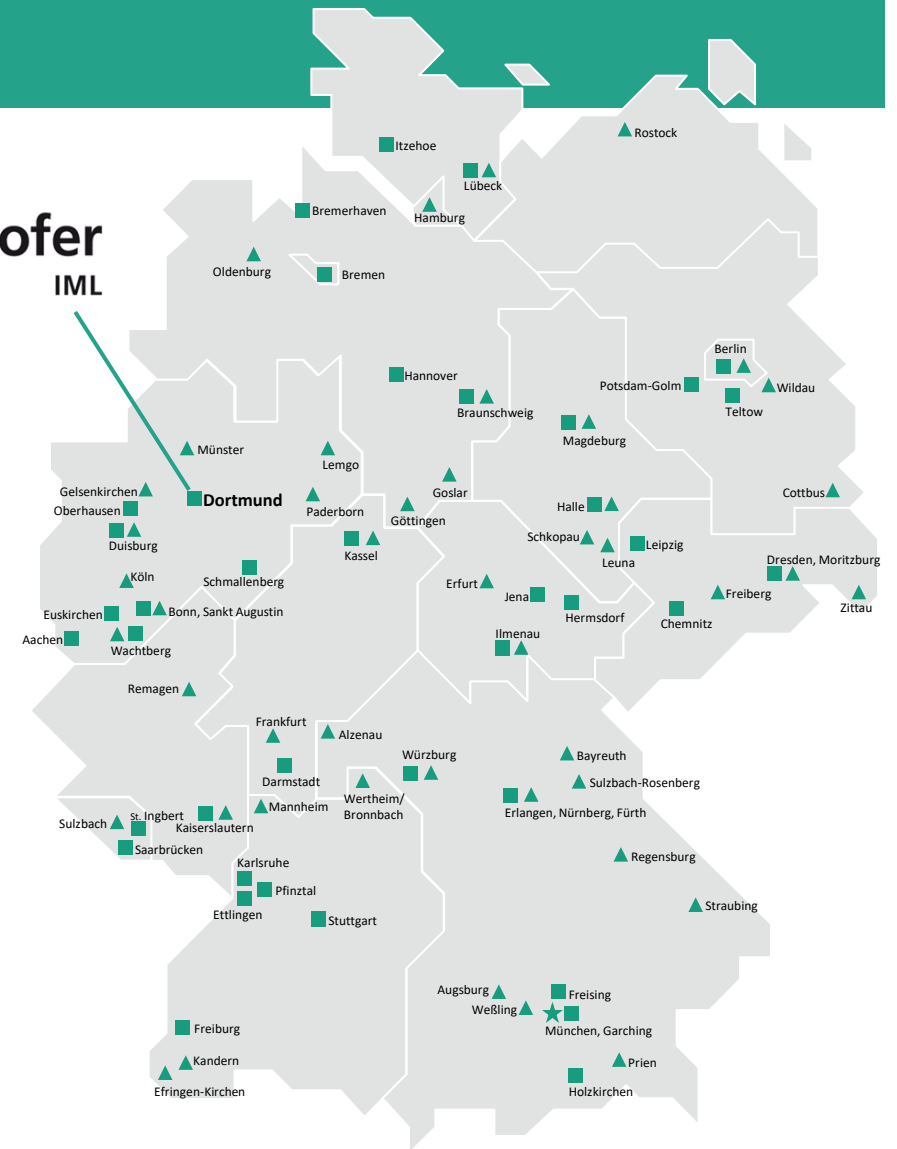 Rostock
Itzehoe
Lübeck
Bremerhaven
Hamburg
ofer
IML
Oldenburg
Bremen
Berlin
Hannover
Potsdam-Golm
Wildau
Braunschweig
Teltow
Magdeburg
Münster
Lemgo
Goslar
Gelsenkirchen
Cottbus
Dortmund
Oberhausen
Paderborn
Halle
Göttingen
Duisburg
Kassel
Schkopau
Leipzig
Leunа
Dresden, Moritzburg
Köln
Schmallenberg
Erfurt
Jena
Freiberg
Zittau
Euskirchen
Bonn, Sankt Augustin
Hermsdorf
Chemnitz
Aachen
Wachtberg
Ilmenau
Remagen
Frankfurt
Alzenau
Würzburg
Bayreuth
Darmstadt
Sulzbach-Rosenberg
Wertheim/
Bronnbach
Mannheim
Erlangen, Nürnberg, Fürth
St. Ingbert
Sulzbach
Kaiserslautern
Saarbrücken
Regensburg
Karlsruhe
Pfinztal
Ettlingen
Stuttgart
Straubing
Augsburg
Freising
Weßling
München, Garching
Freiburg
Kandern
Prien
Efringen-Kirchen
Holzkirchen